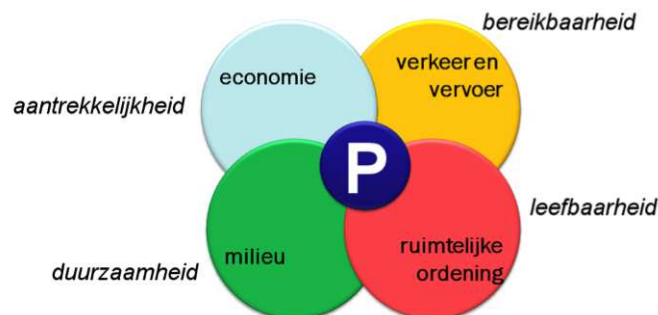 bereikbaarheid
economie
verkeer en
vervoer
aantrekkelijkheid
P
leefbaarheid
milieu
ruimtelijke
ordening
duurzaamheid